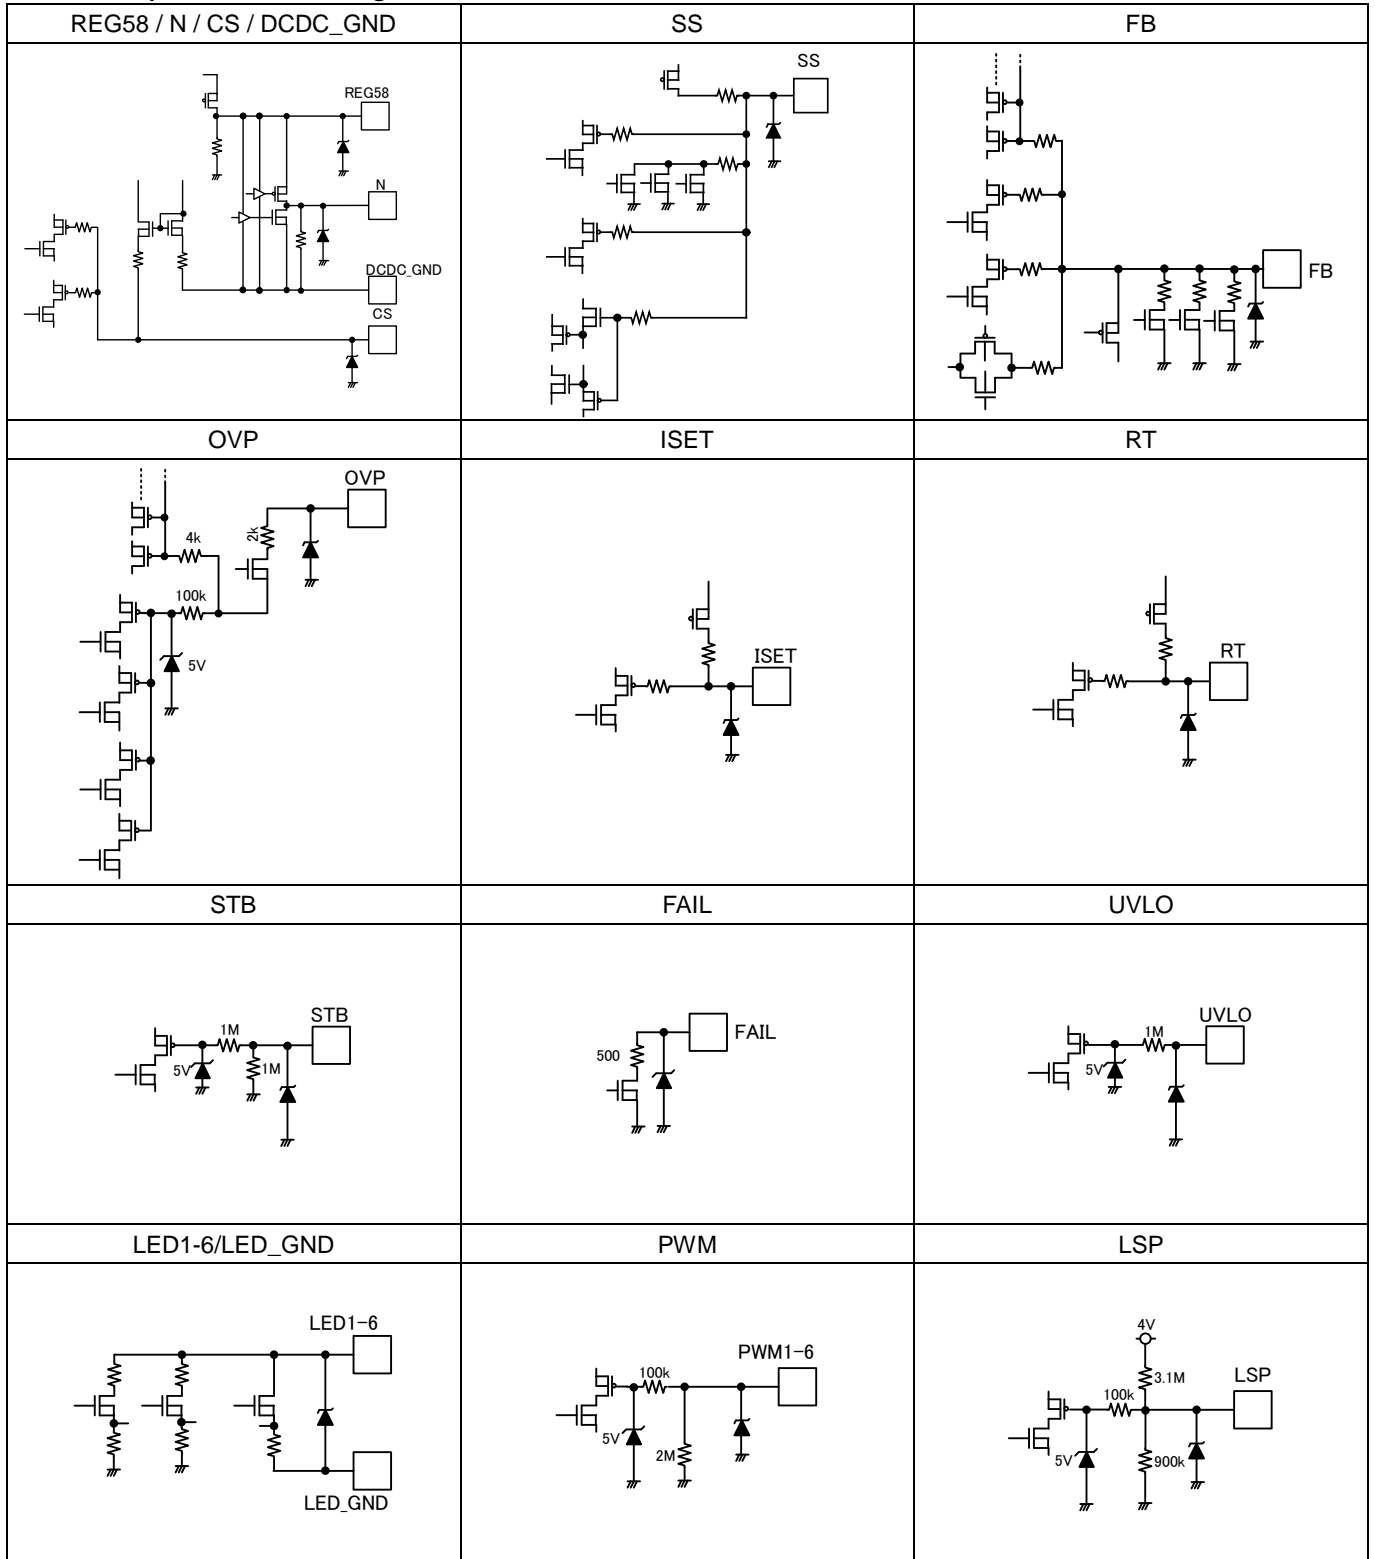 REG58 / N / CS / DCDC_GND
SS
FB
REG58
N
DCDC_GND
CS
SS
FB
OVP
ISET
RT
OVP
2k
4k
100k
5V
ISET
RT
STB
FAIL
UVLO
STB
1M
5V
1M
FAIL
500
UVLO
1M
5V
LED1-6/LED_GND
PWM
LSP
LED1-6
LED_GND
PWM1-6
100k
5V
2M
4V
3.1M
LSP
100k
5V
900k